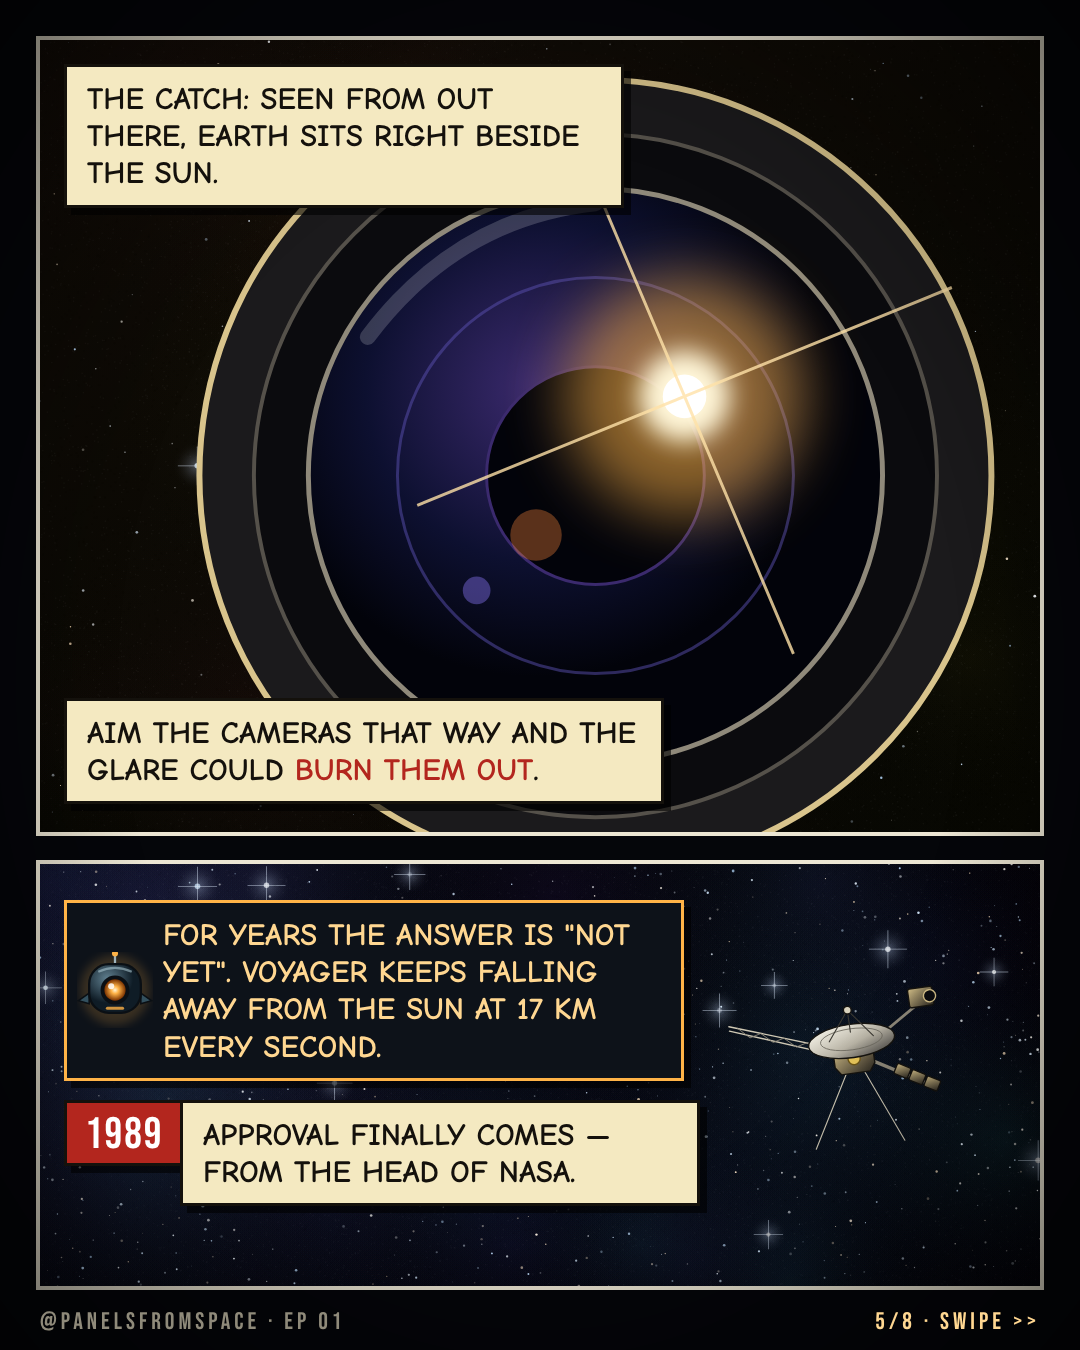 THE CATCH: SEEN FROM OUT
THERE, EARTH SITS RIGHT BESIDE
THE SUN.
AIM THE CAMERAS THAT WAY AND THE
GLARE COULD BURN THEM OUT.
FOR YEARS THE ANSWER IS "NOT
YET". VOYAGER KEEPS FALLING
AWAY FROM THE SUN AT 17 KM
EVERY SECOND.
1989
APPROVAL FINALLY COMES —
FROM THE HEAD OF NASA.
@PANELSFROMSPACE · EP 01
5/8 · SWIPE >>